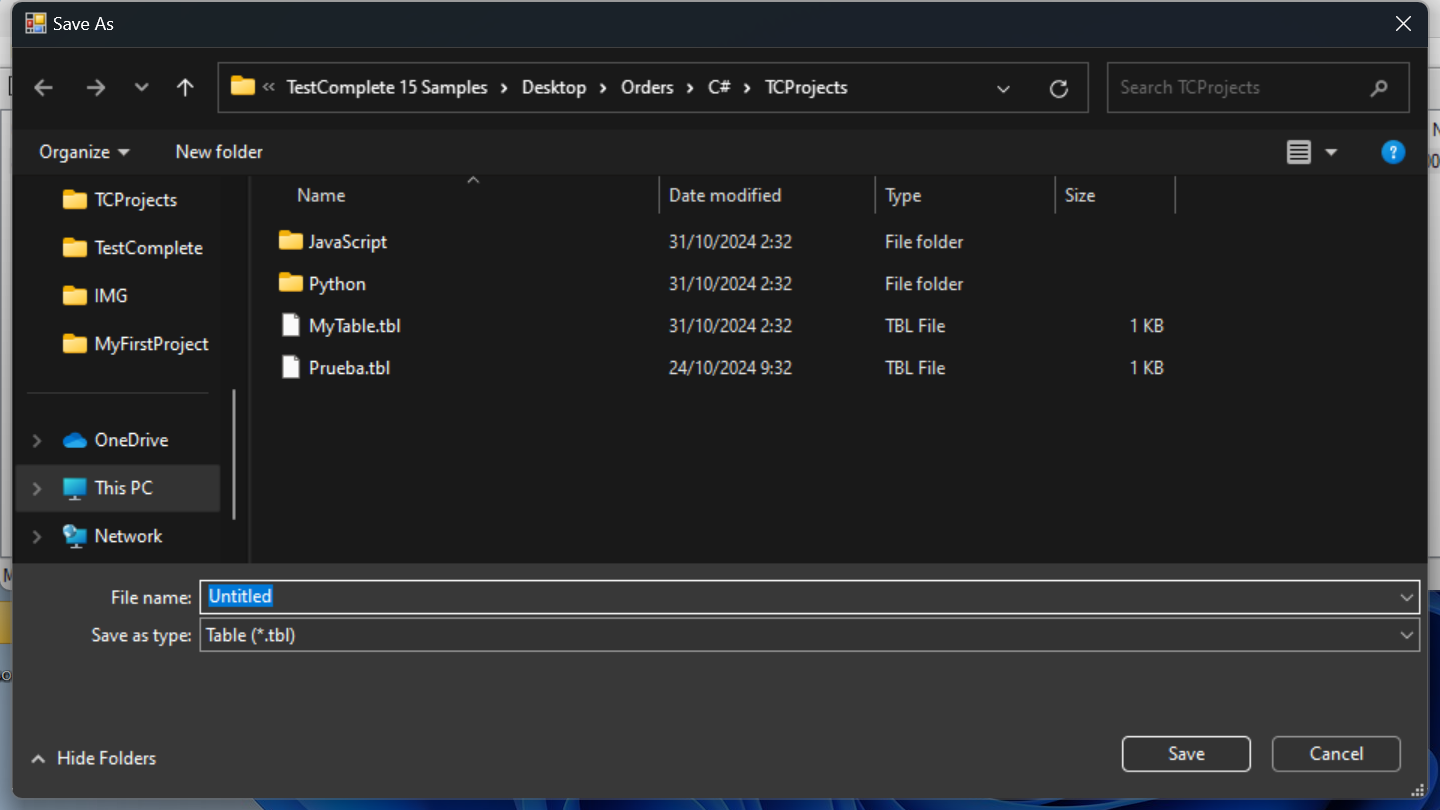 Save As
TestComplete 15 Samples Desktop Orders C# TCProjects Search TCProjects
Organize New folder
Name Date modified Type Size
TCProjects
TestComplete
IMG
MyFirstProject
OneDrive
This PC
Network
JavaScript 31/10/2024 2:32 File folder
Python 31/10/2024 2:32 File folder
MyTable.tbl 31/10/2024 2:32 TBL File 1 KB
Prueba.tbl 24/10/2024 9:32 TBL File 1 KB
File name: Untitled
Save as type: Table (*.tbl)
Hide Folders Save Cancel